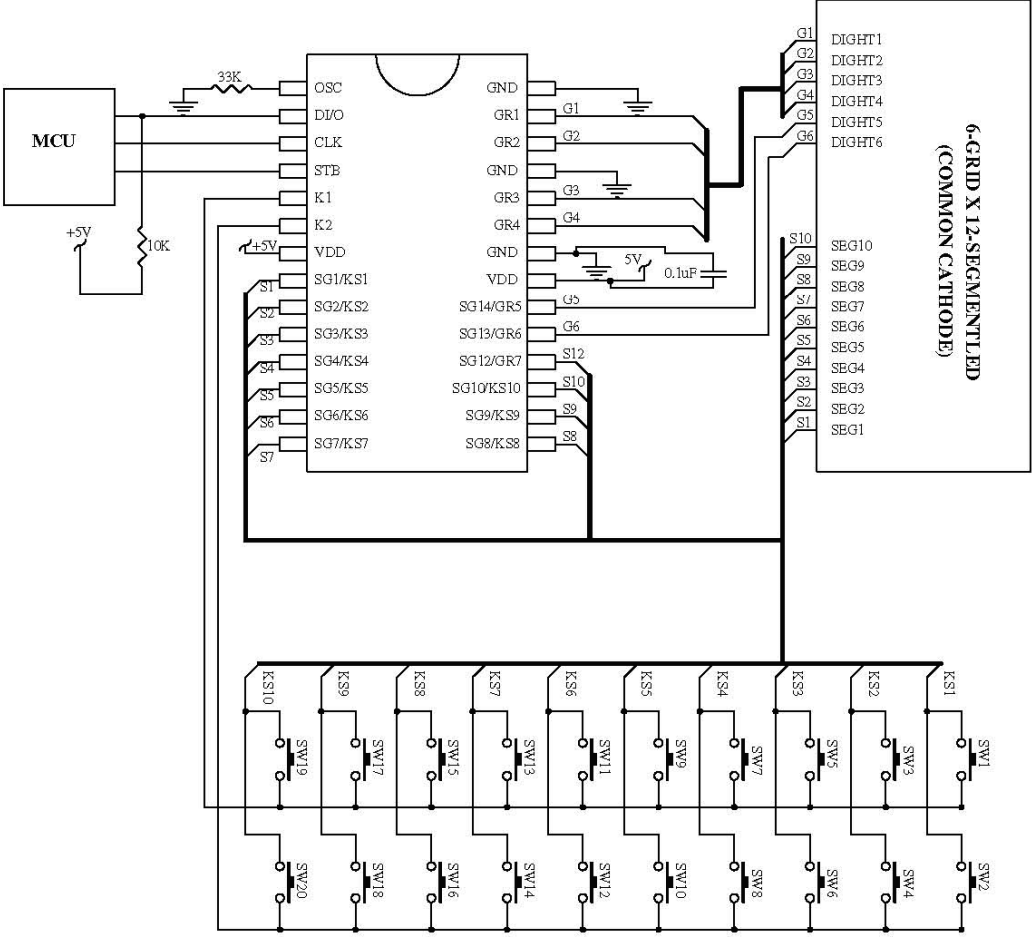 MCU
33K
+5V
10K
OSC
DI/O
CLK
STB
K1
K2
VDD
+5V
SG1/KS1
SG2/KS2
SG3/KS3
SG4/KS4
SG5/KS5
SG6/KS6
SG7/KS7
S1
S2
S3
S4
S5
S6
S7
GND
GR1
GR2
GND
GR3
GR4
GND
VDD
SG14/GR5
SG13/GR6
SG12/GR7
SG10/KS10
SG9/KS9
SG8/KS8
G1
G2
G3
G4
5V
0.1uF
G5
G6
S12
S10
S9
S8
G1 DIGHT1
G2 DIGHT2
G3 DIGHT3
G4 DIGHT4
G5 DIGHT5
G6 DIGHT6
S10 SEG10
S9 SEG9
S8 SEG8
S7 SEG7
S6 SEG6
S5 SEG5
S4 SEG4
S3 SEG3
S2 SEG2
S1 SEG1
6-GRID X 12-SEGMENTLED
(COMMON CATHODE)
KS10 KS9 KS8 KS7 KS6 KS5 KS4 KS3 KS2 KS1
SW19 SW17 SW15 SW13 SW11 SW9 SW7 SW5 SW3 SW1
SW20 SW18 SW16 SW14 SW12 SW10 SW8 SW6 SW4 SW2